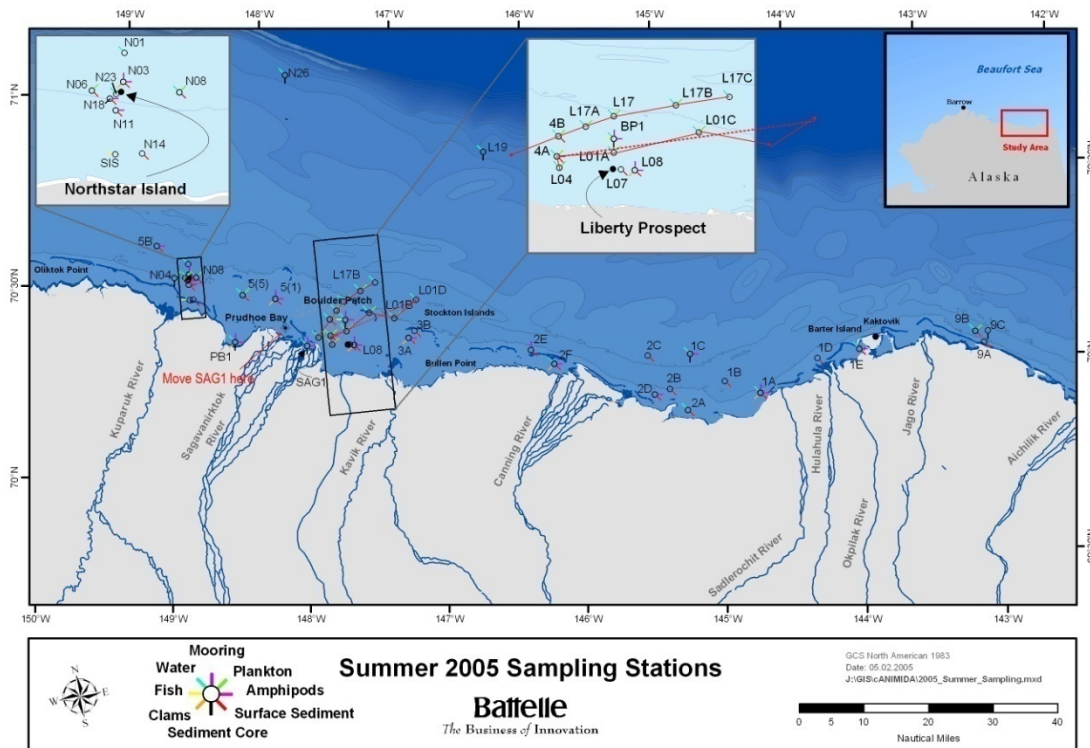 149°W
148°W
147°W
146°W
145°W
144°W
143°W
142°W
N01
N03
N23
N06
N08
N18
N11
N14
SIS
Northstar Island
N26
71°N
L19
L17C
L17B
L17
L17A
4B
BP1
L01C
4A
L01A
L08
L04
L07
Liberty Prospect
Beaufort Sea
Barrow
Study Area
Alaska
5B
Oliktok Point
N04
N08
70°30'N
5(5)
5(1)
L17B
Boulder Patch
L01D
L01B
Stockton Islands
Prudhoe Bay
3B
3A
PB1
SAG1
L08
Bullen Point
Move SAG1 here
2E
2F
2C
1C
2D
2B
2A
1B
1A
1D
Barter Island
Kaktovik
1E
9B
9C
9A
Kuparuk River
Sagavanirktok
River
Kavik River
Canning River
Sadlerochit River
Hulahula River
Okpilak River
Jago River
Aichilik River
70°N
150°W
149°W
148°W
147°W
146°W
145°W
144°W
143°W
Mooring
Water
Plankton
Fish
Amphipods
Clams
Surface Sediment
Sediment Core
N
E
S
W
Summer 2005 Sampling Stations
Battelle
The Business of Innovation
GCS North American 1983
Date: 05.02.2005
J:\GIS\cANIMIDA\2005_Summer_Sampling.mxd
0 5 10 20 30 40
Nautical Miles